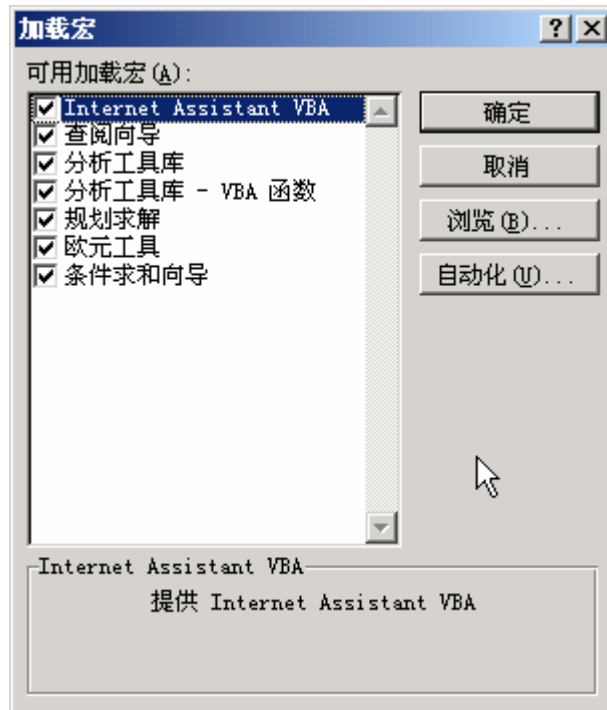 加载宏
可用加载宏(A):
Internet Assistant VBA
查阅向导
分析工具库
分析工具库 - VBA 函数
规划求解
欧元工具
条件求和向导
确定
取消
浏览(B)...
自动化(U)...
Internet Assistant VBA
提供 Internet Assistant VBA